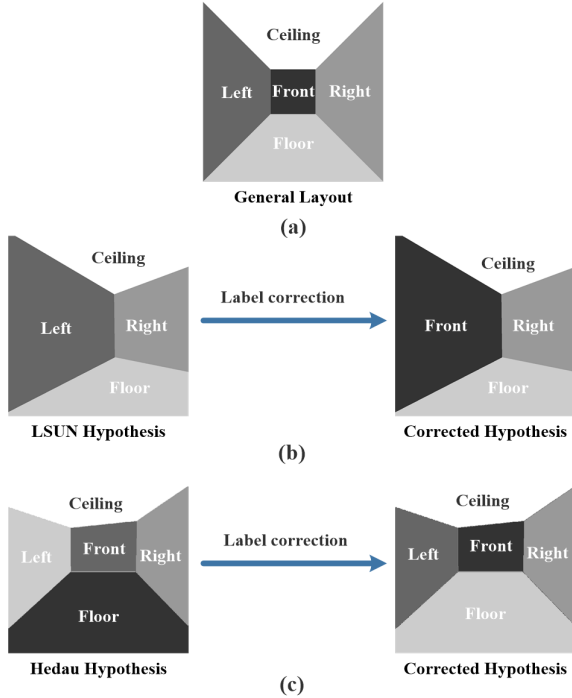 Ceiling
Left Front Right
Floor
General Layout
(a)
Ceiling
Left Right
Floor
LSUN Hypothesis
Label correction
Ceiling
Front Right
Floor
Corrected Hypothesis
(b)
Ceiling
Left Front Right
Floor
Hedau Hypothesis
Label correction
Ceiling
Left Front Right
Floor
Corrected Hypothesis
(c)